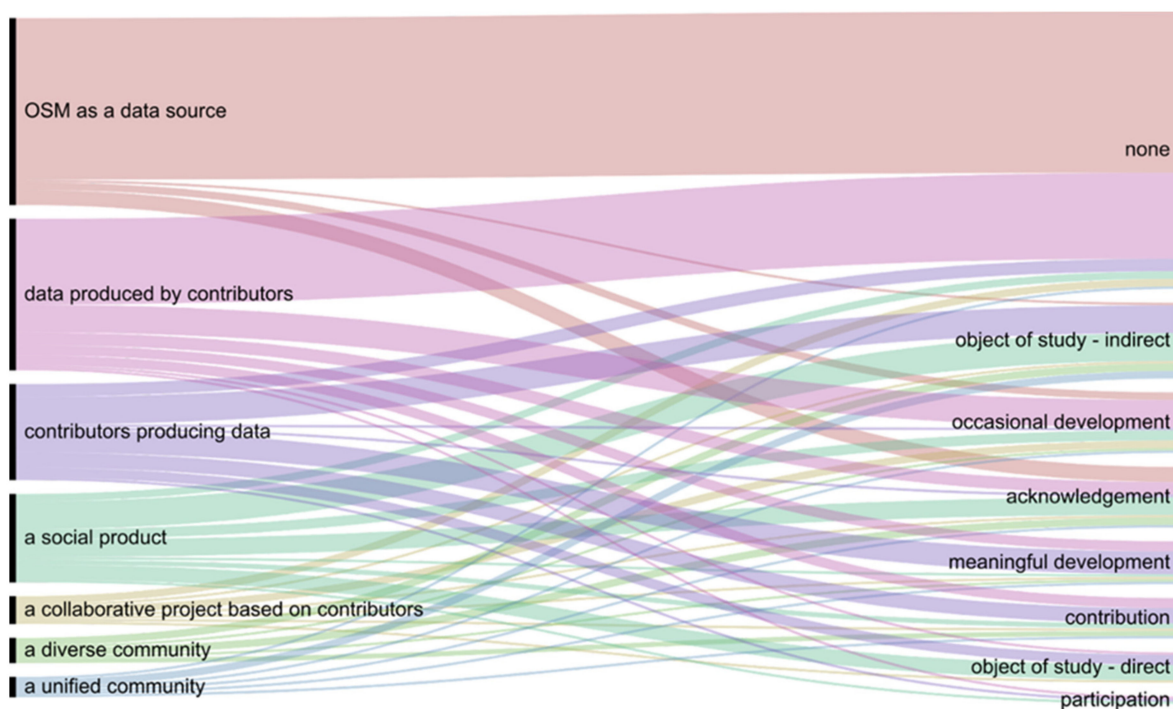 OSM as a data source
data produced by contributors
contributors producing data
a social product
a collaborative project based on contributors
a diverse community
a unified community
none
object of study - indirect
occasional development
acknowledgement
meaningful development
contribution
object of study - direct
participation